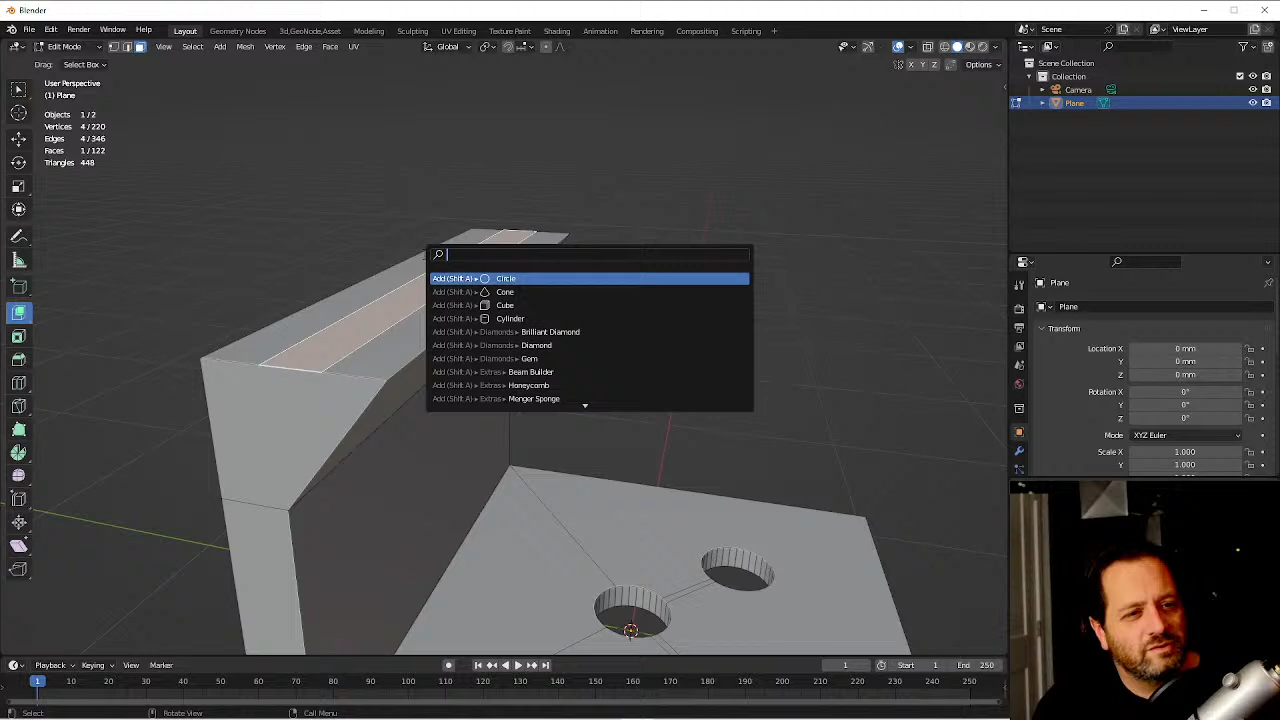 Blender
File Edit Render Window Help Layout Geometry Nodes 3d,GeoNode,Asset Modeling Sculpting UV Editing Texture Paint Shading Animation Rendering Compositing Scripting + Scene ViewLayer
Edit Mode View Select Add Mesh Vertex Edge Face UV Global
Drag: Select Box X Y Z Options
User Perspective
(1) Plane
Objects 1/2
Vertices 4/220
Edges 4/346
Faces 1/122
Triangles 448
Add (Shift A) ▸ Circle
Add (Shift A) ▸ Cone
Add (Shift A) ▸ Cube
Add (Shift A) ▸ Cylinder
Add (Shift A) ▸ Diamonds ▸ Brilliant Diamond
Add (Shift A) ▸ Diamonds ▸ Diamond
Add (Shift A) ▸ Diamonds ▸ Gem
Add (Shift A) ▸ Extras ▸ Beam Builder
Add (Shift A) ▸ Extras ▸ Honeycomb
Add (Shift A) ▸ Extras ▸ Menger Sponge
Scene Collection
Collection
Camera
Plane
Plane
Plane
Transform
Location X 0 mm
Y 0 mm
Z 0 mm
Rotation X 0°
Y 0°
Z 0°
Mode XYZ Euler
Scale X 1.000
Y 1.000
Playback Keying View Marker 1 Start 1 End 250
1 10 20 30 40 50 60 70 80 90 100 110 120 130 140 150 160 170 180 190 200 210 220 230 240 250
Select Rotate View Call Menu